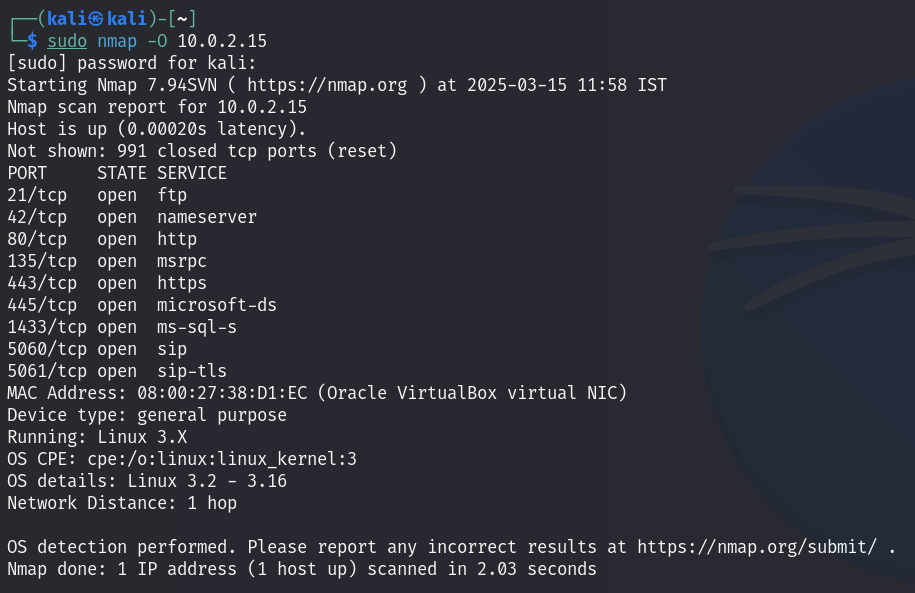 ┌──(kali㉿kali)-[~]
└─$ sudo nmap -O 10.0.2.15
[sudo] password for kali:
Starting Nmap 7.94SVN ( https://nmap.org ) at 2025-03-15 11:58 IST
Nmap scan report for 10.0.2.15
Host is up (0.00020s latency).
Not shown: 991 closed tcp ports (reset)
PORT     STATE SERVICE
21/tcp   open  ftp
42/tcp   open  nameserver
80/tcp   open  http
135/tcp  open  msrpc
443/tcp  open  https
445/tcp  open  microsoft-ds
1433/tcp open  ms-sql-s
5060/tcp open  sip
5061/tcp open  sip-tls
MAC Address: 08:00:27:38:D1:EC (Oracle VirtualBox virtual NIC)
Device type: general purpose
Running: Linux 3.X
OS CPE: cpe:/o:linux:linux_kernel:3
OS details: Linux 3.2 - 3.16
Network Distance: 1 hop

OS detection performed. Please report any incorrect results at https://nmap.org/submit/ .
Nmap done: 1 IP address (1 host up) scanned in 2.03 seconds